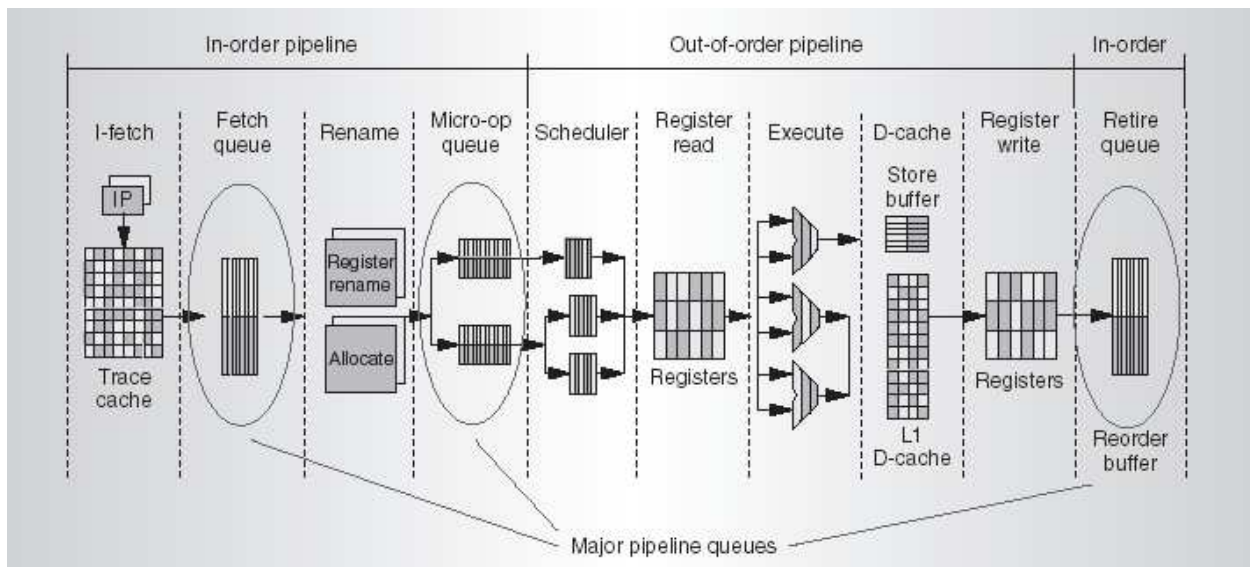 In-order pipeline
Out-of-order pipeline
In-order
I-fetch
Fetch
queue
Rename
Micro-op
queue
Scheduler
Register
read
Execute
D-cache
Register
write
Retire
queue
IP
Trace
cache
Register
rename
Allocate
Registers
Store
buffer
L1
D-cache
Registers
Reorder
buffer
Major pipeline queues